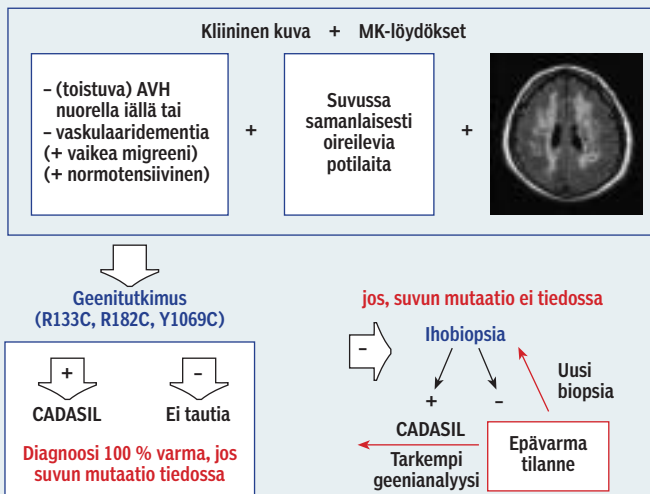 Kliininen kuva + MK-löydökset
– (toistuva) AVH
nuorella iällä tai
– vaskulaaridementia
(+ vaikea migreeni)
(+ normotensiivinen)
+
Suvussa
samanlaisesti
oireilevia
potilaita
+
Geenitutkimus
(R133C, R182C, Y1069C)
+
–
CADASIL
Ei tautia
Diagnoosi 100 % varma, jos
suvun mutaatio tiedossa
–
jos, suvun mutaatio ei tiedossa
Ihobiopsia
+
–
Uusi
biopsia
CADASIL
Tarkempi
geenianalyysi
Epävarma
tilanne